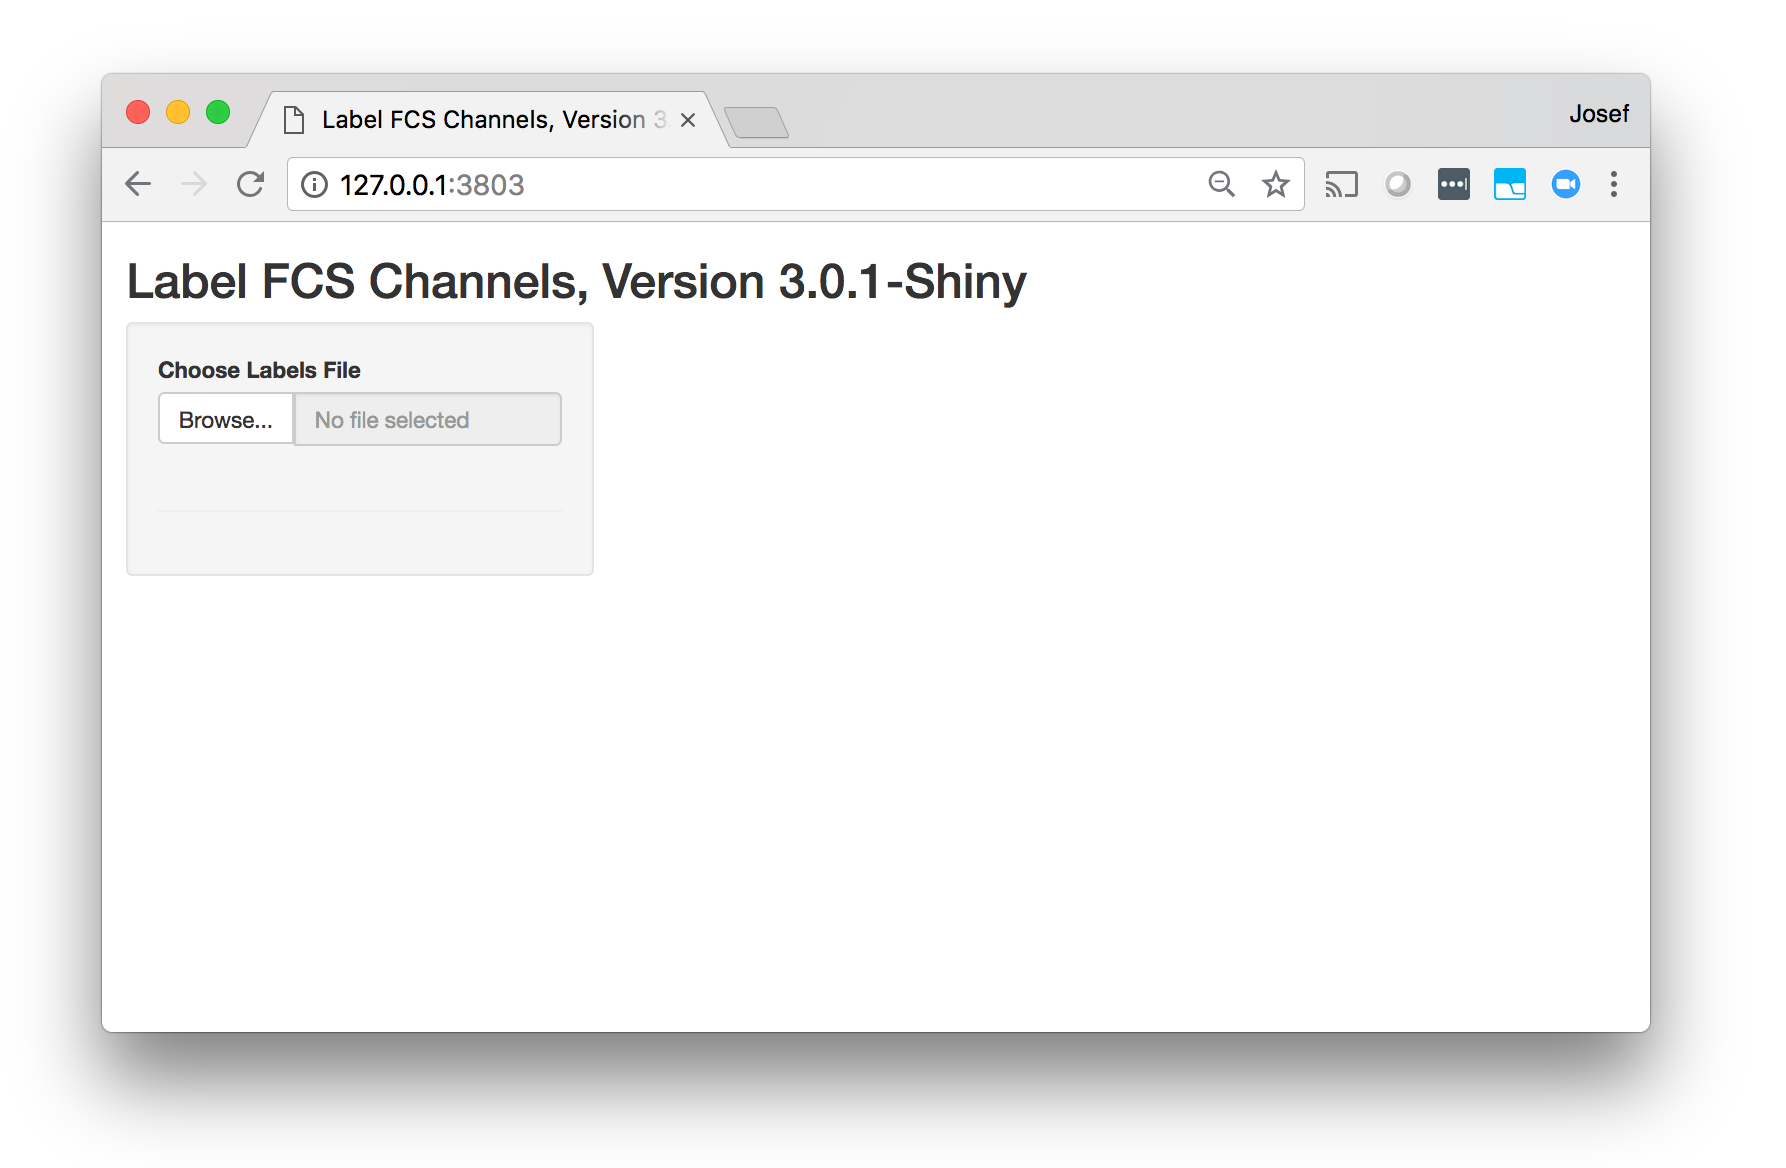 Label FCS Channels, Version 3
Josef
127.0.0.1:3803
Label FCS Channels, Version 3.0.1-Shiny
Choose Labels File
Browse... No file selected